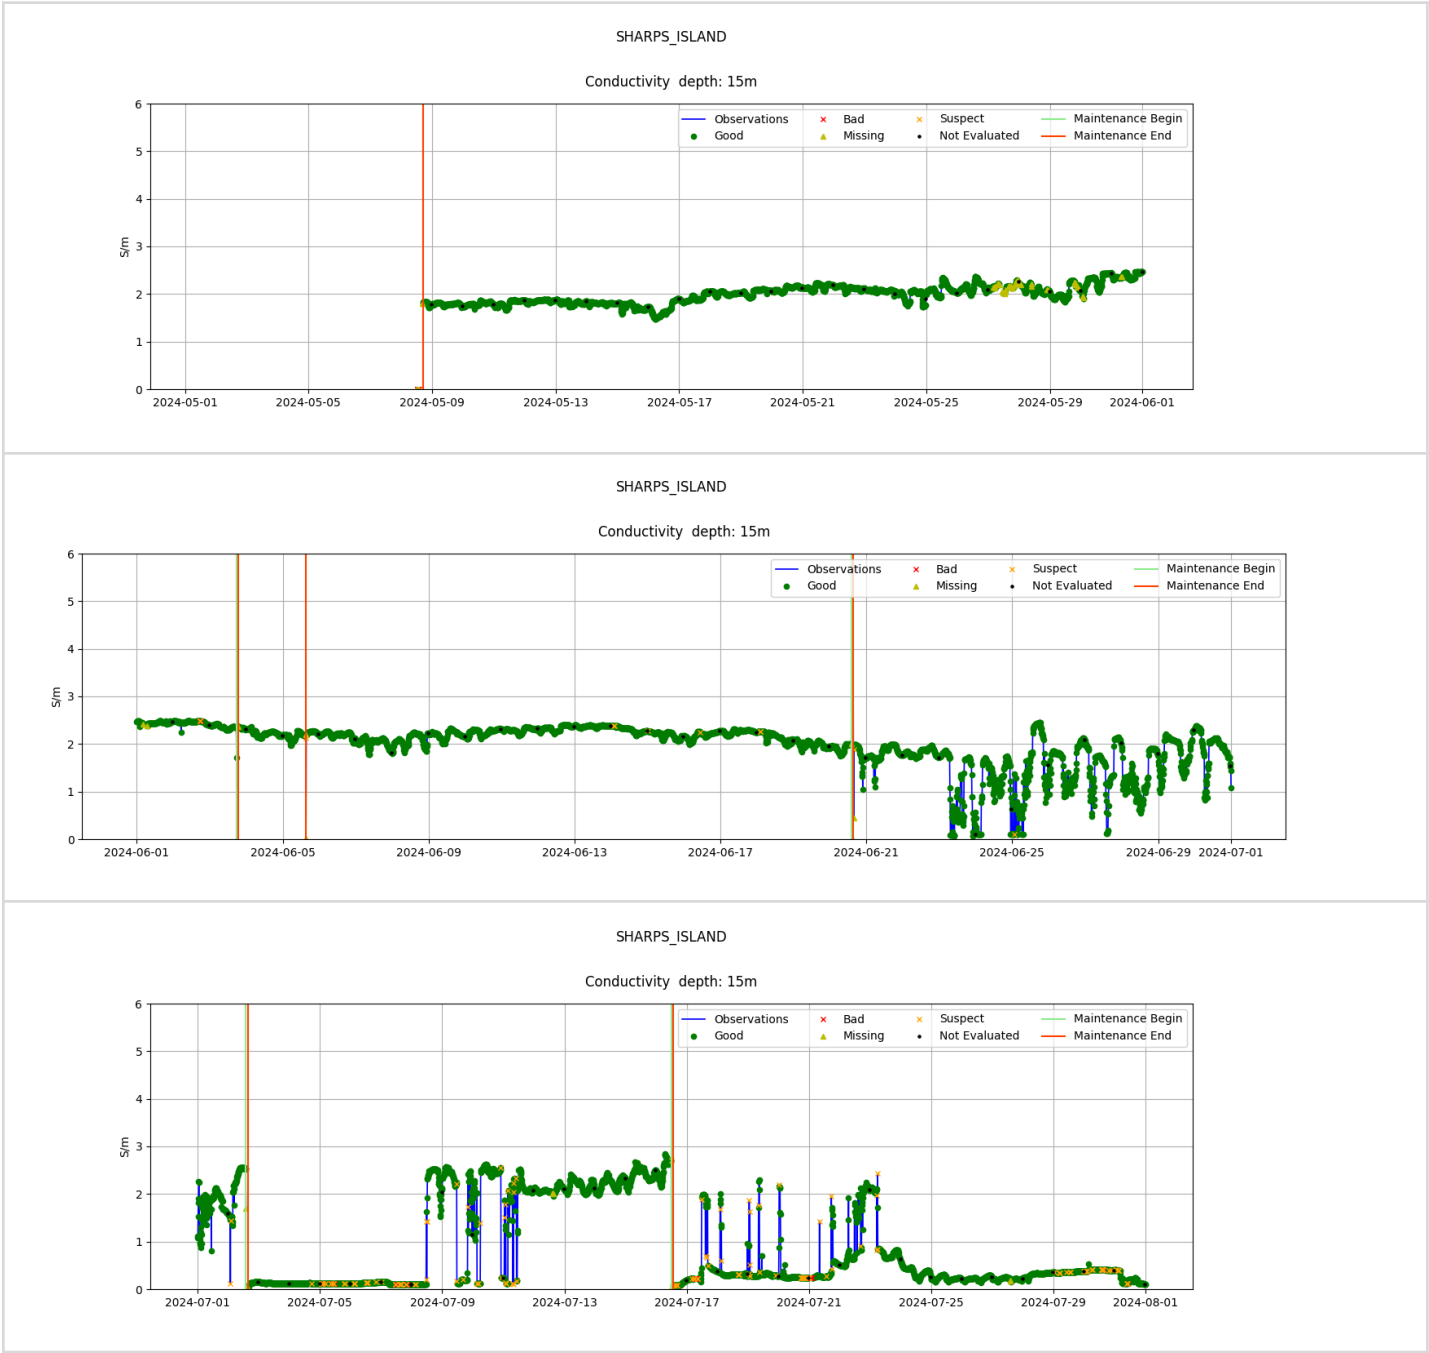 SHARPS_ISLAND
Conductivity depth: 15m
Observations Bad Suspect Maintenance Begin
Good Missing Not Evaluated Maintenance End
6
5
4
3
2
1
0
S/m
2024-05-01 2024-05-05 2024-05-09 2024-05-13 2024-05-17 2024-05-21 2024-05-25 2024-05-29 2024-06-01
SHARPS_ISLAND
Conductivity depth: 15m
Observations Bad Suspect Maintenance Begin
Good Missing Not Evaluated Maintenance End
6
5
4
3
2
1
0
S/m
2024-06-01 2024-06-05 2024-06-09 2024-06-13 2024-06-17 2024-06-21 2024-06-25 2024-06-29 2024-07-01
SHARPS_ISLAND
Conductivity depth: 15m
Observations Bad Suspect Maintenance Begin
Good Missing Not Evaluated Maintenance End
6
5
4
3
2
1
0
S/m
2024-07-01 2024-07-05 2024-07-09 2024-07-13 2024-07-17 2024-07-21 2024-07-25 2024-07-29 2024-08-01